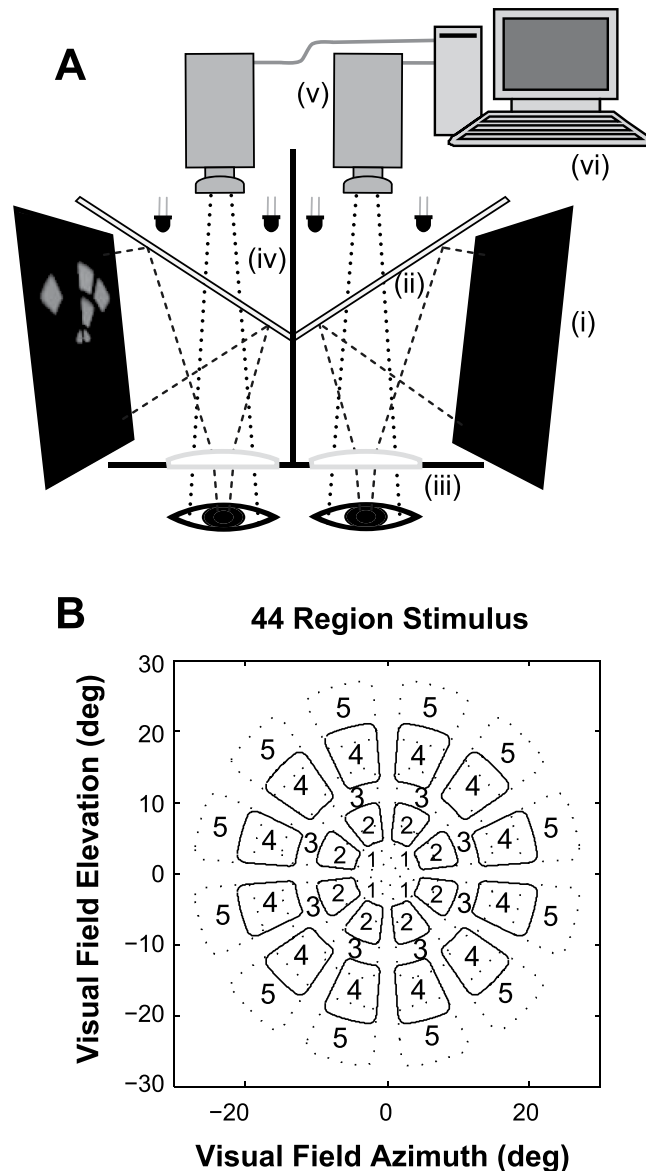 A
(v)
(vi)
(iv)
(ii)
(i)
(iii)
B
44 Region Stimulus
Visual Field Elevation (deg)
30
20
10
0
−10
−20
−30
5 5
4 4
5 5
4 4
3 3
2 2
5 4 3 2 1 1 2 3 4 5
5 4 3 2 1 1 2 3 4 5
2 2
3 3
4 4
4 4
5 5
5 5
−20 0 20
Visual Field Azimuth (deg)